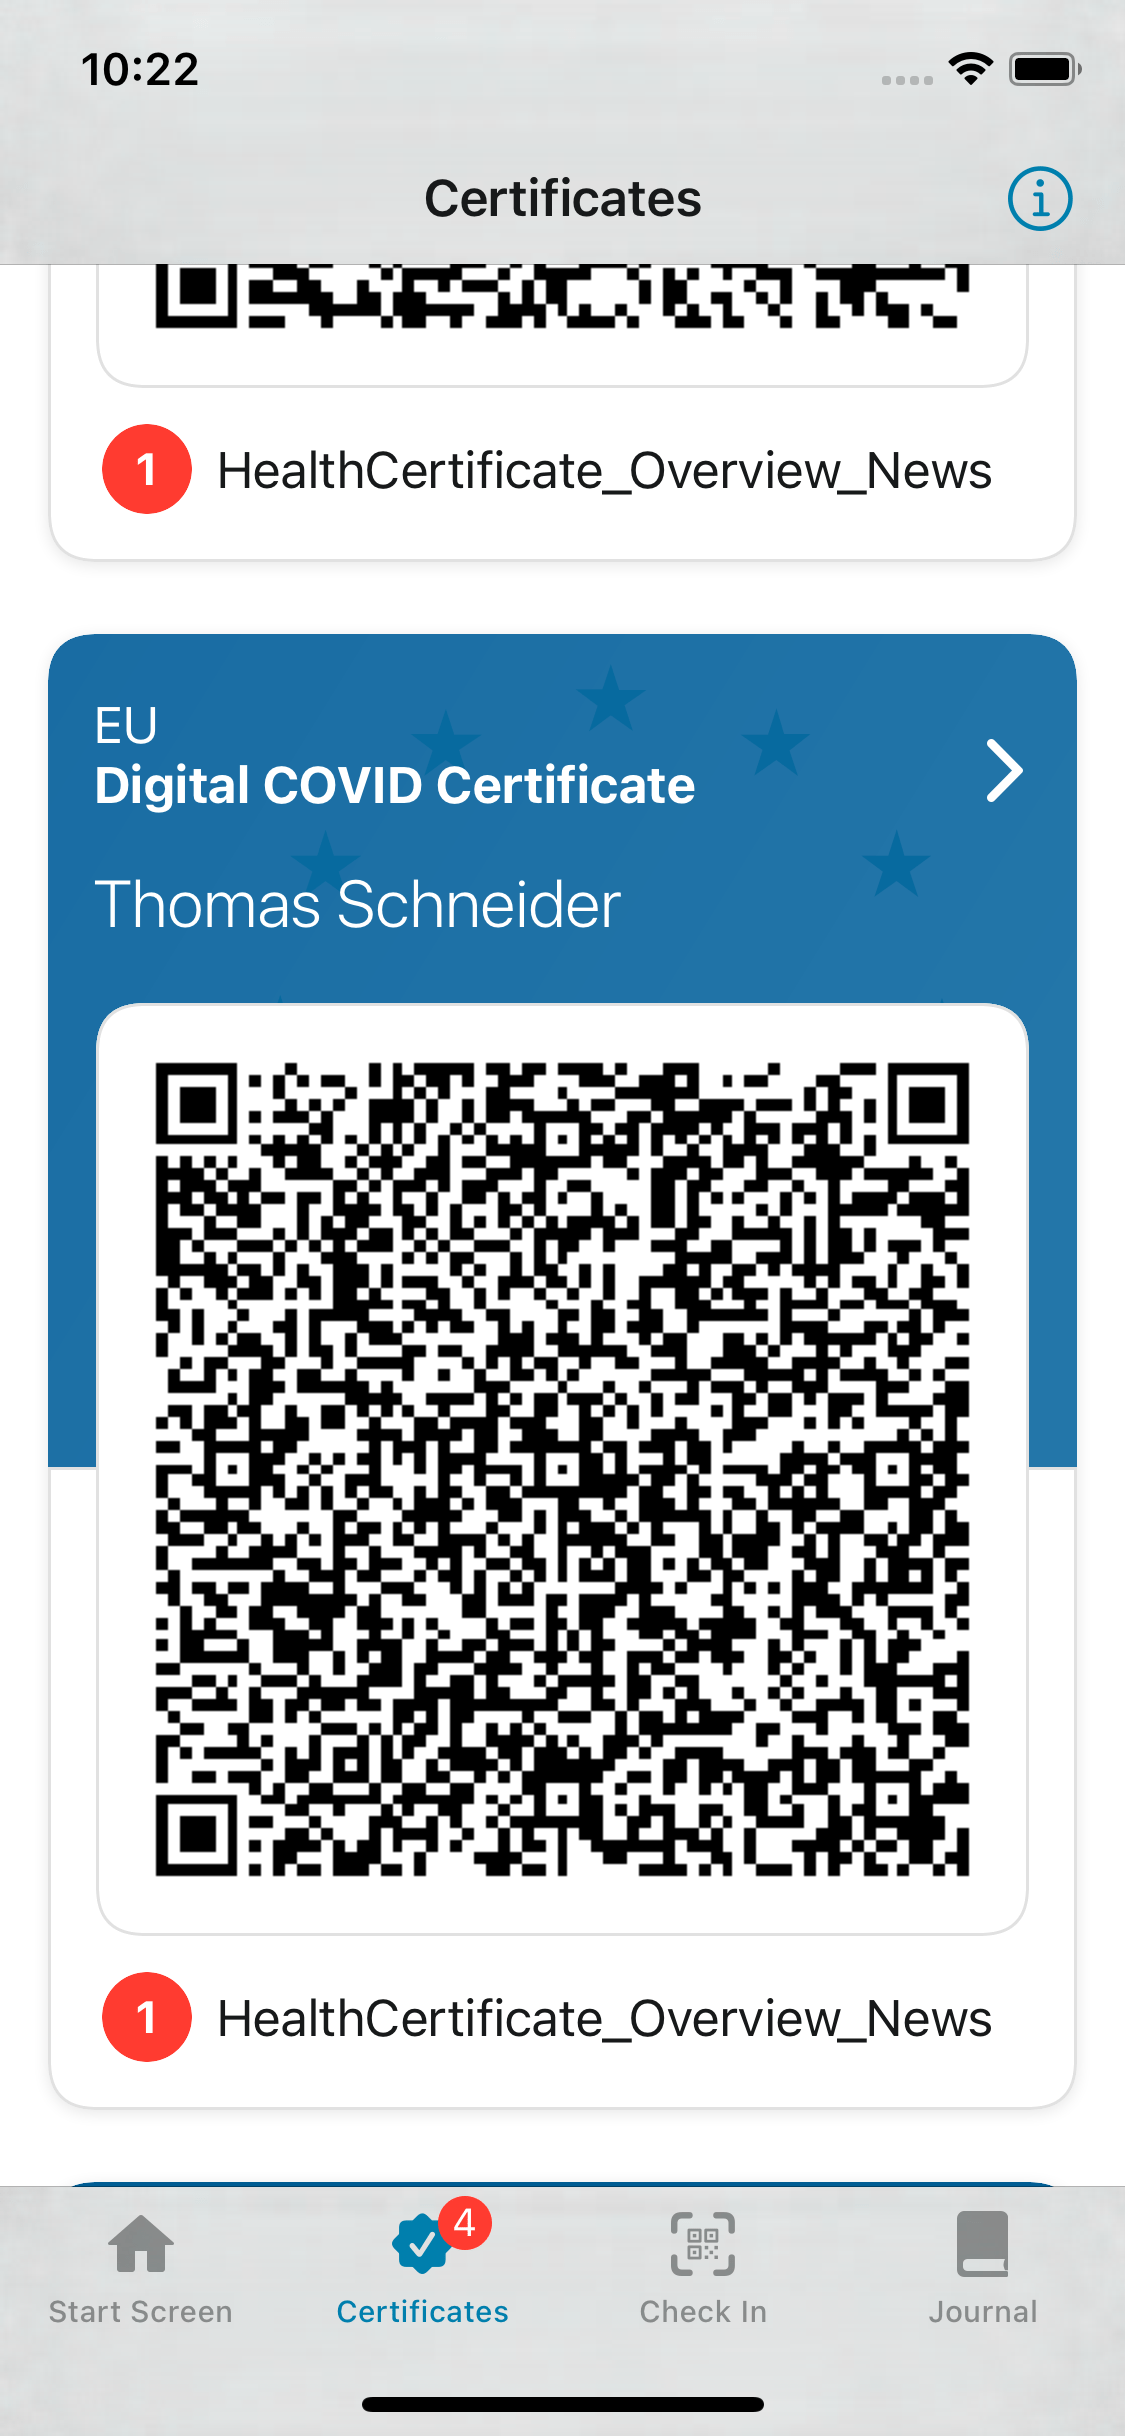 10:22
Certificates
1 HealthCertificate_Overview_News
EU
Digital COVID Certificate
Thomas Schneider
1 HealthCertificate_Overview_News
4
Start Screen Certificates Check In Journal